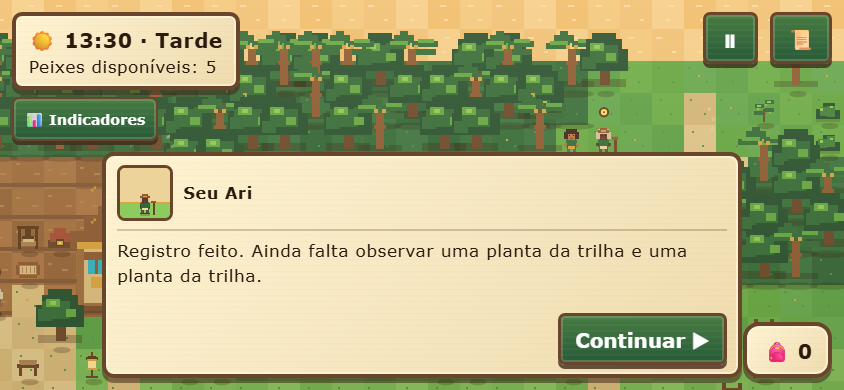 13:30 · Tarde
Peixes disponíveis: 5
Indicadores
Seu Ari
Registro feito. Ainda falta observar uma planta da trilha e uma
planta da trilha.
Continuar ▶
0